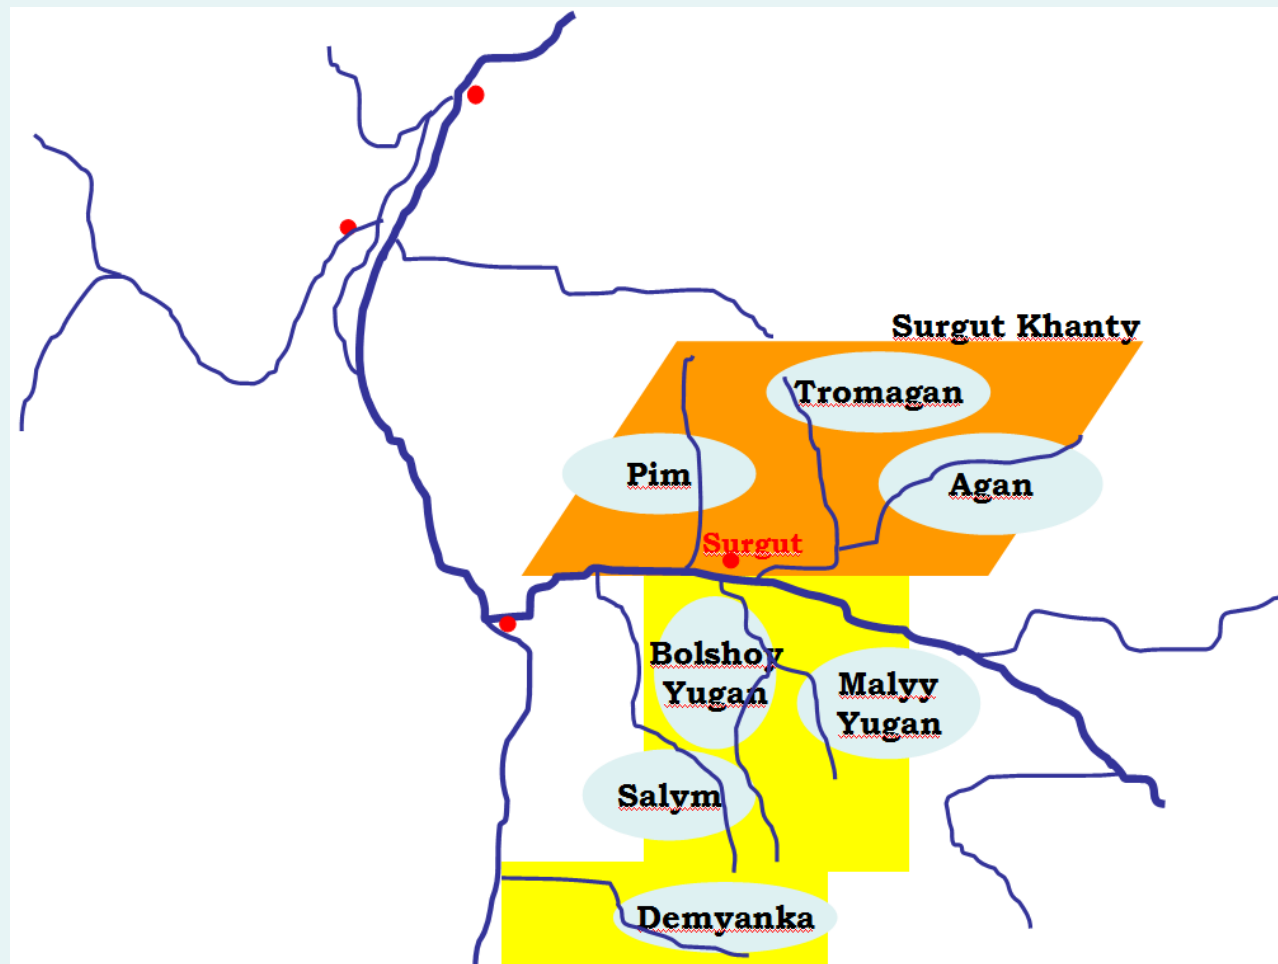 Surgut Khanty
Tromagan
Pim
Agan
Surgut
Bolshoy
Yugan
Malyy
Yugan
Salym
Demyanka